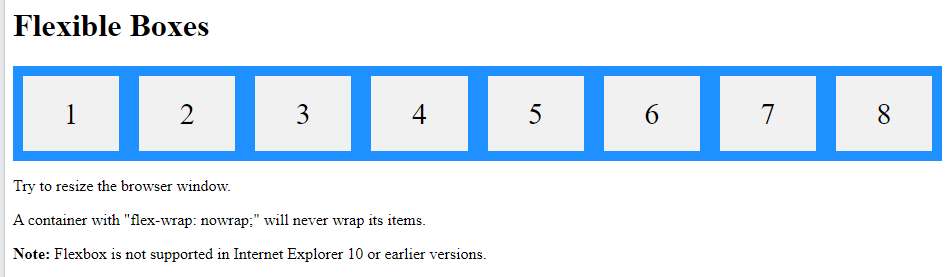 Flexible Boxes
1 2 3 4 5 6 7 8
Try to resize the browser window.
A container with "flex-wrap: nowrap;" will never wrap its items.
Note: Flexbox is not supported in Internet Explorer 10 or earlier versions.